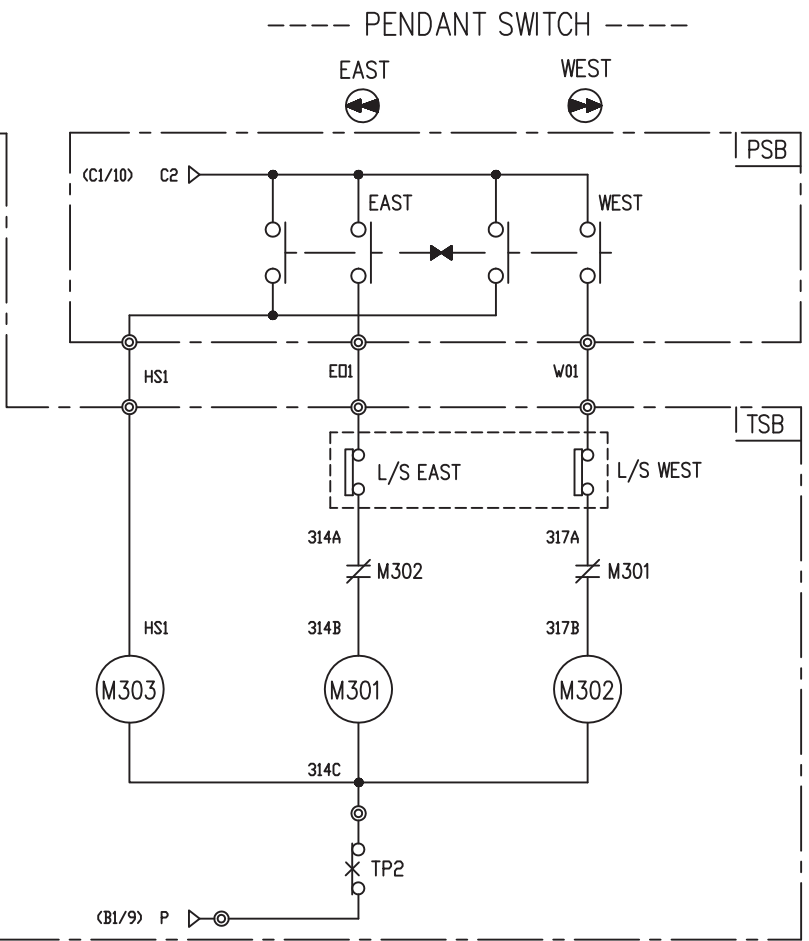 PENDANT SWITCH
EAST WEST
PSB
(C1/10) C2
EAST WEST
HS1 E01 W01
TSB
L/S EAST L/S WEST
314A 317A
M302 M301
HS1 314B 317B
M303 M301 M302
314C
TP2
(B1/9) P